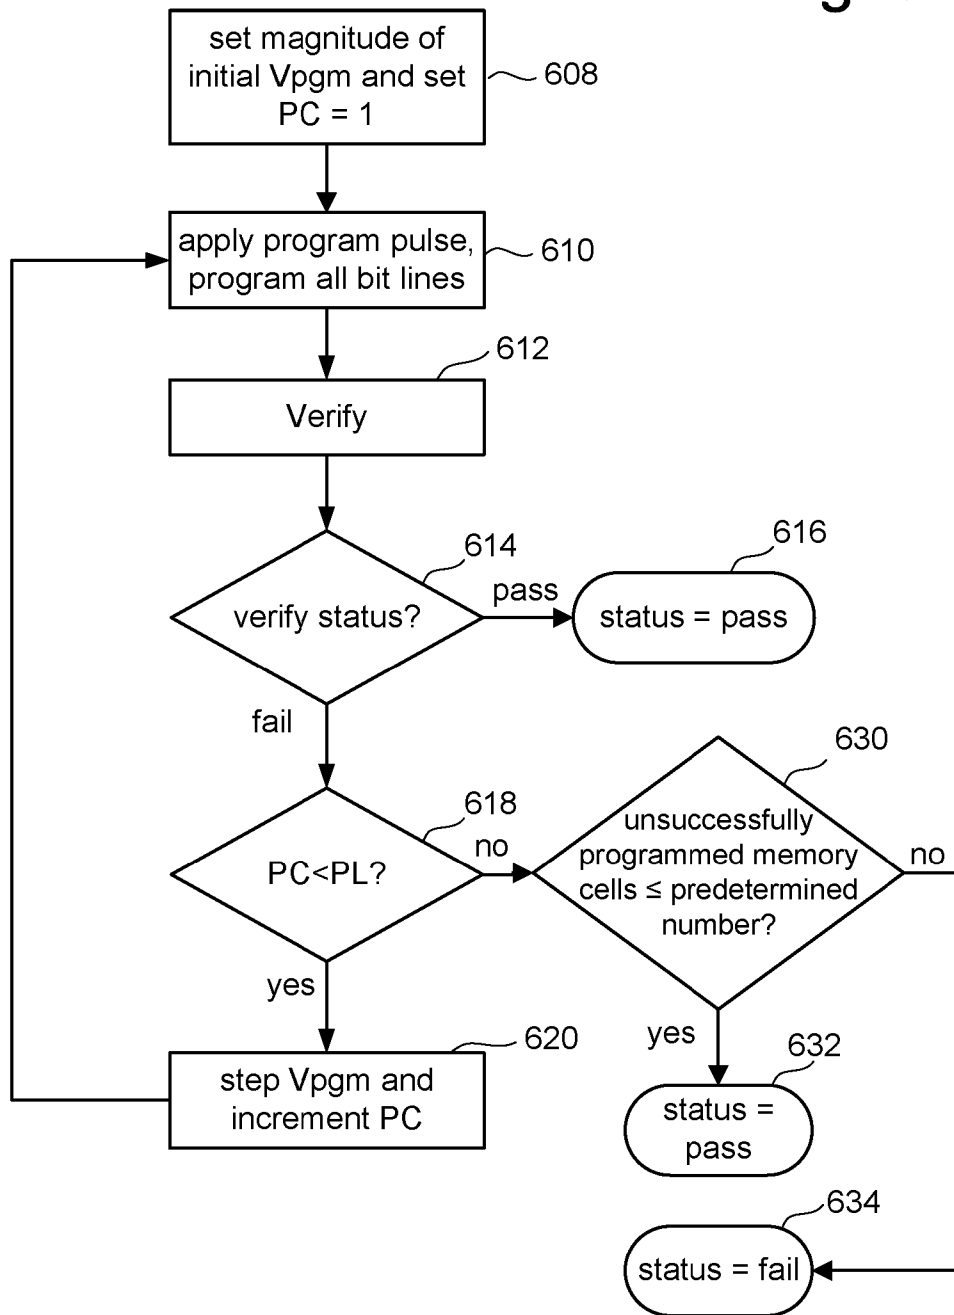 set magnitude of
initial Vpgm and set
PC = 1
608
apply program pulse,
program all bit lines
610
612
Verify
614
verify status?
pass
616
status = pass
fail
618
PC<PL?
no
630
unsuccessfully
programmed memory
cells ≤ predetermined
number?
no
yes
620
step Vpgm and
increment PC
yes
632
status =
pass
634
status = fail